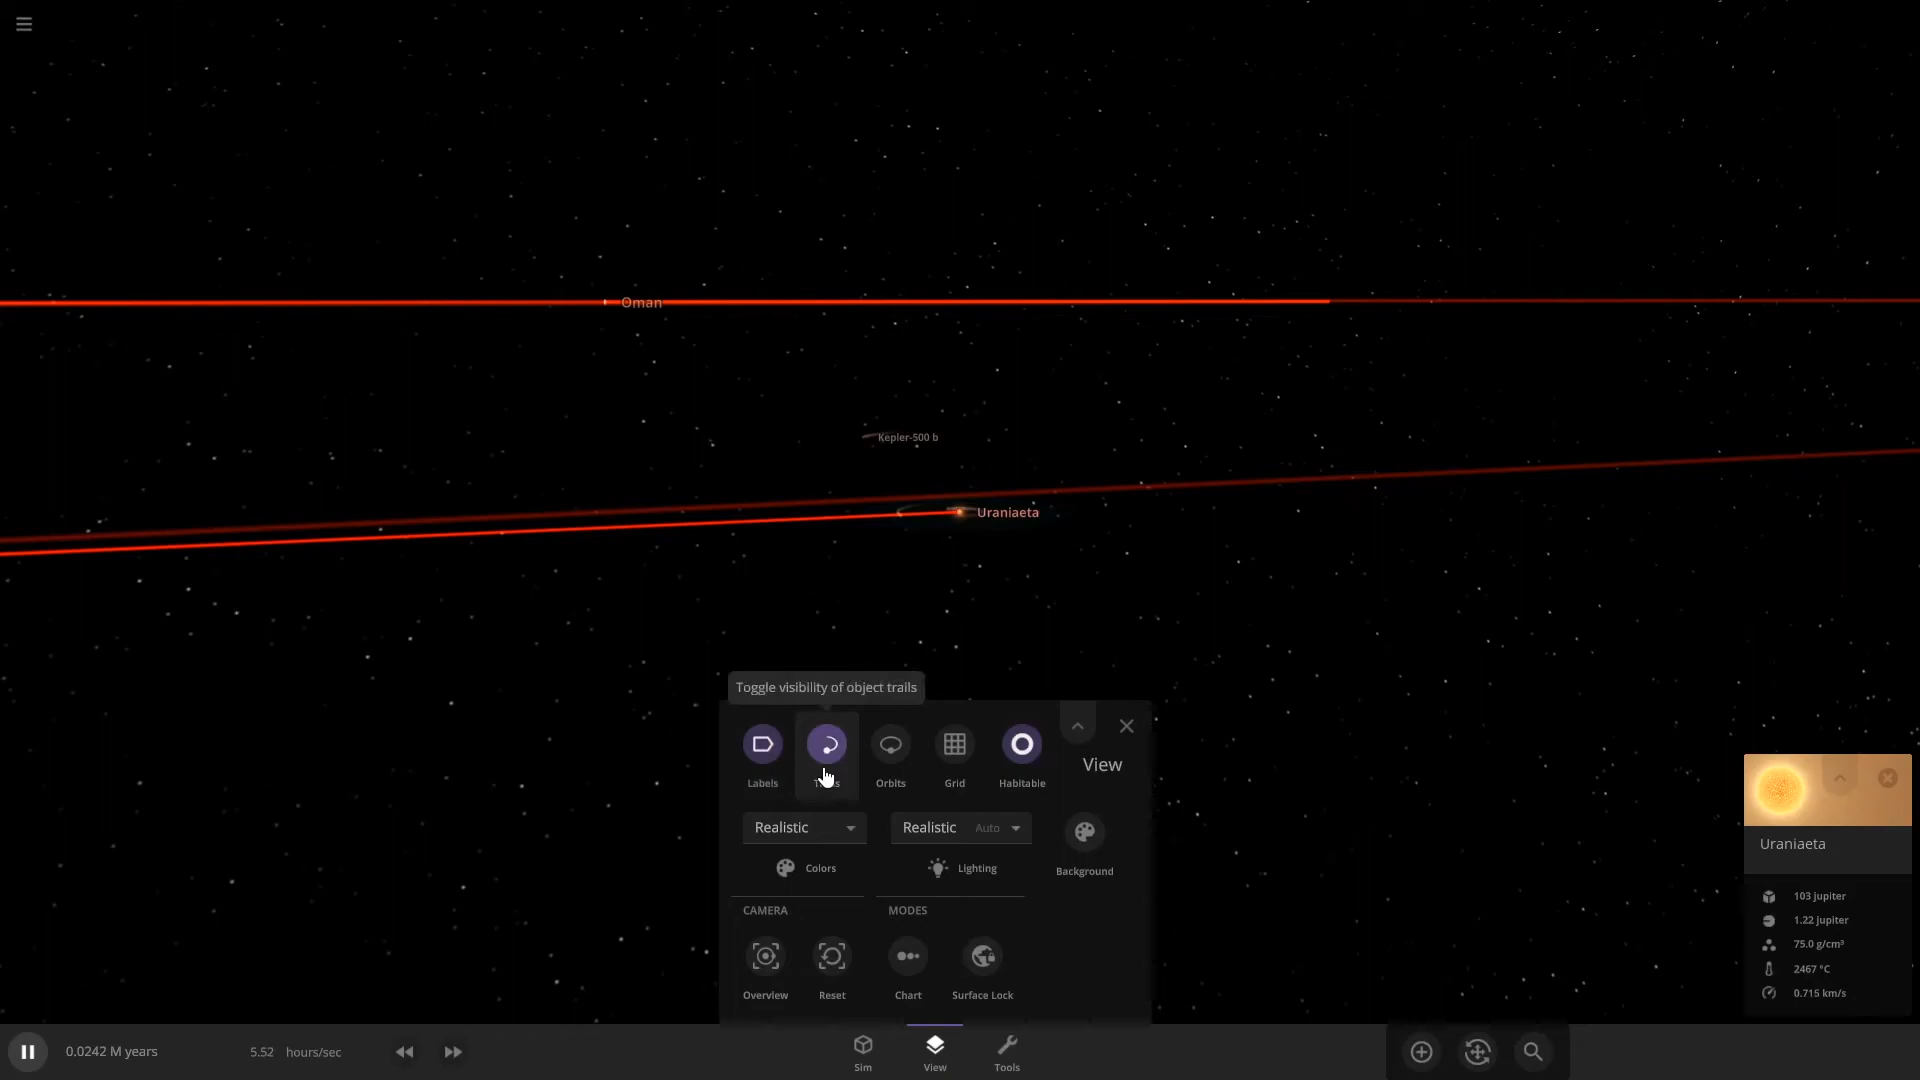 Oman
Kepler-500 b
Uraniaeta
Toggle visibility of object trails
Labels
Orbits
Grid
Habitable
View
Realistic
Realistic Auto
Colors
Lighting
Background
CAMERA
MODES
Overview
Reset
Chart
Surface Lock
Uraniaeta
103 jupiter
1.22 jupiter
75.0 g/cm³
2467 °C
0.715 km/s
0.0242 M years
5.52 hours/sec
Sim
View
Tools